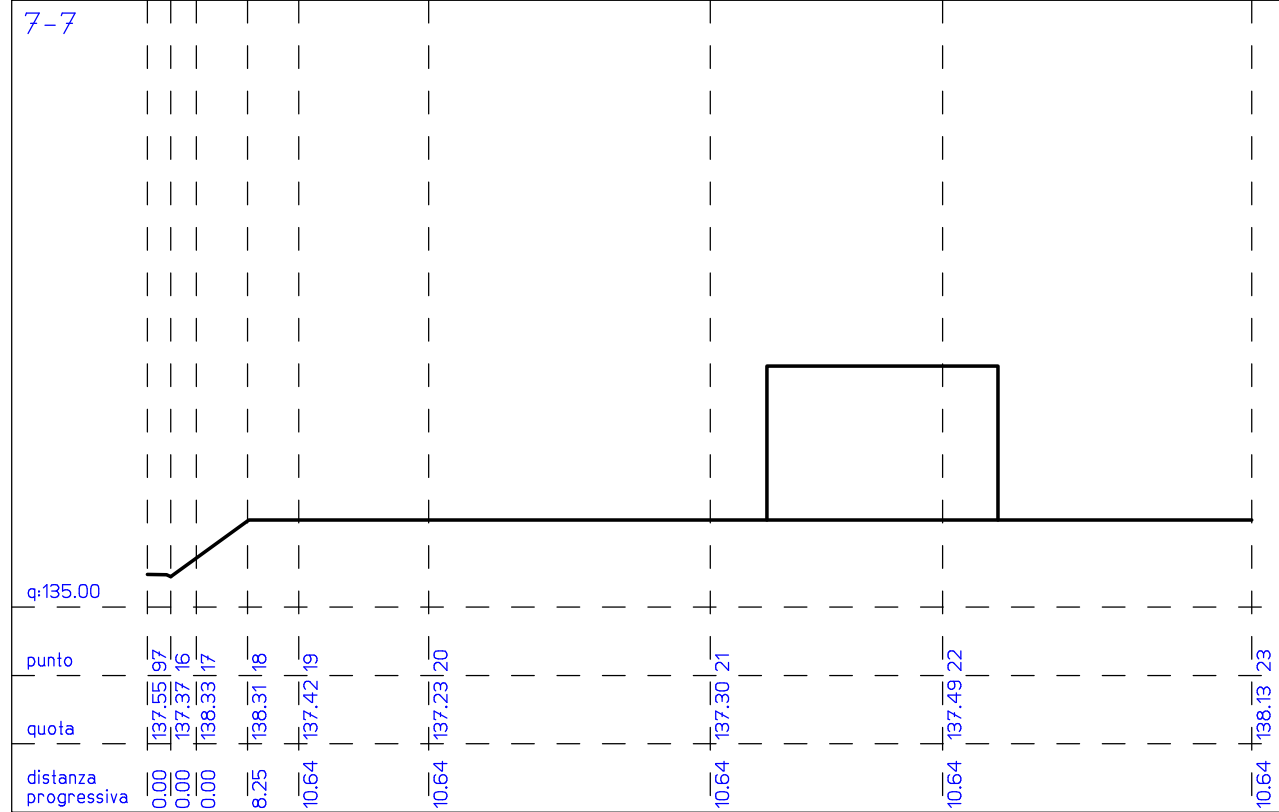 7-7
q:135.00
punto 97 16 17 18 19 20 21 22 23
quota 137.55 137.37 138.33 138.31 137.42 137.23 137.30 137.49 138.13
distanza
progressiva 0.00 0.00 0.00 8.25 10.64 10.64 10.64 10.64 10.64